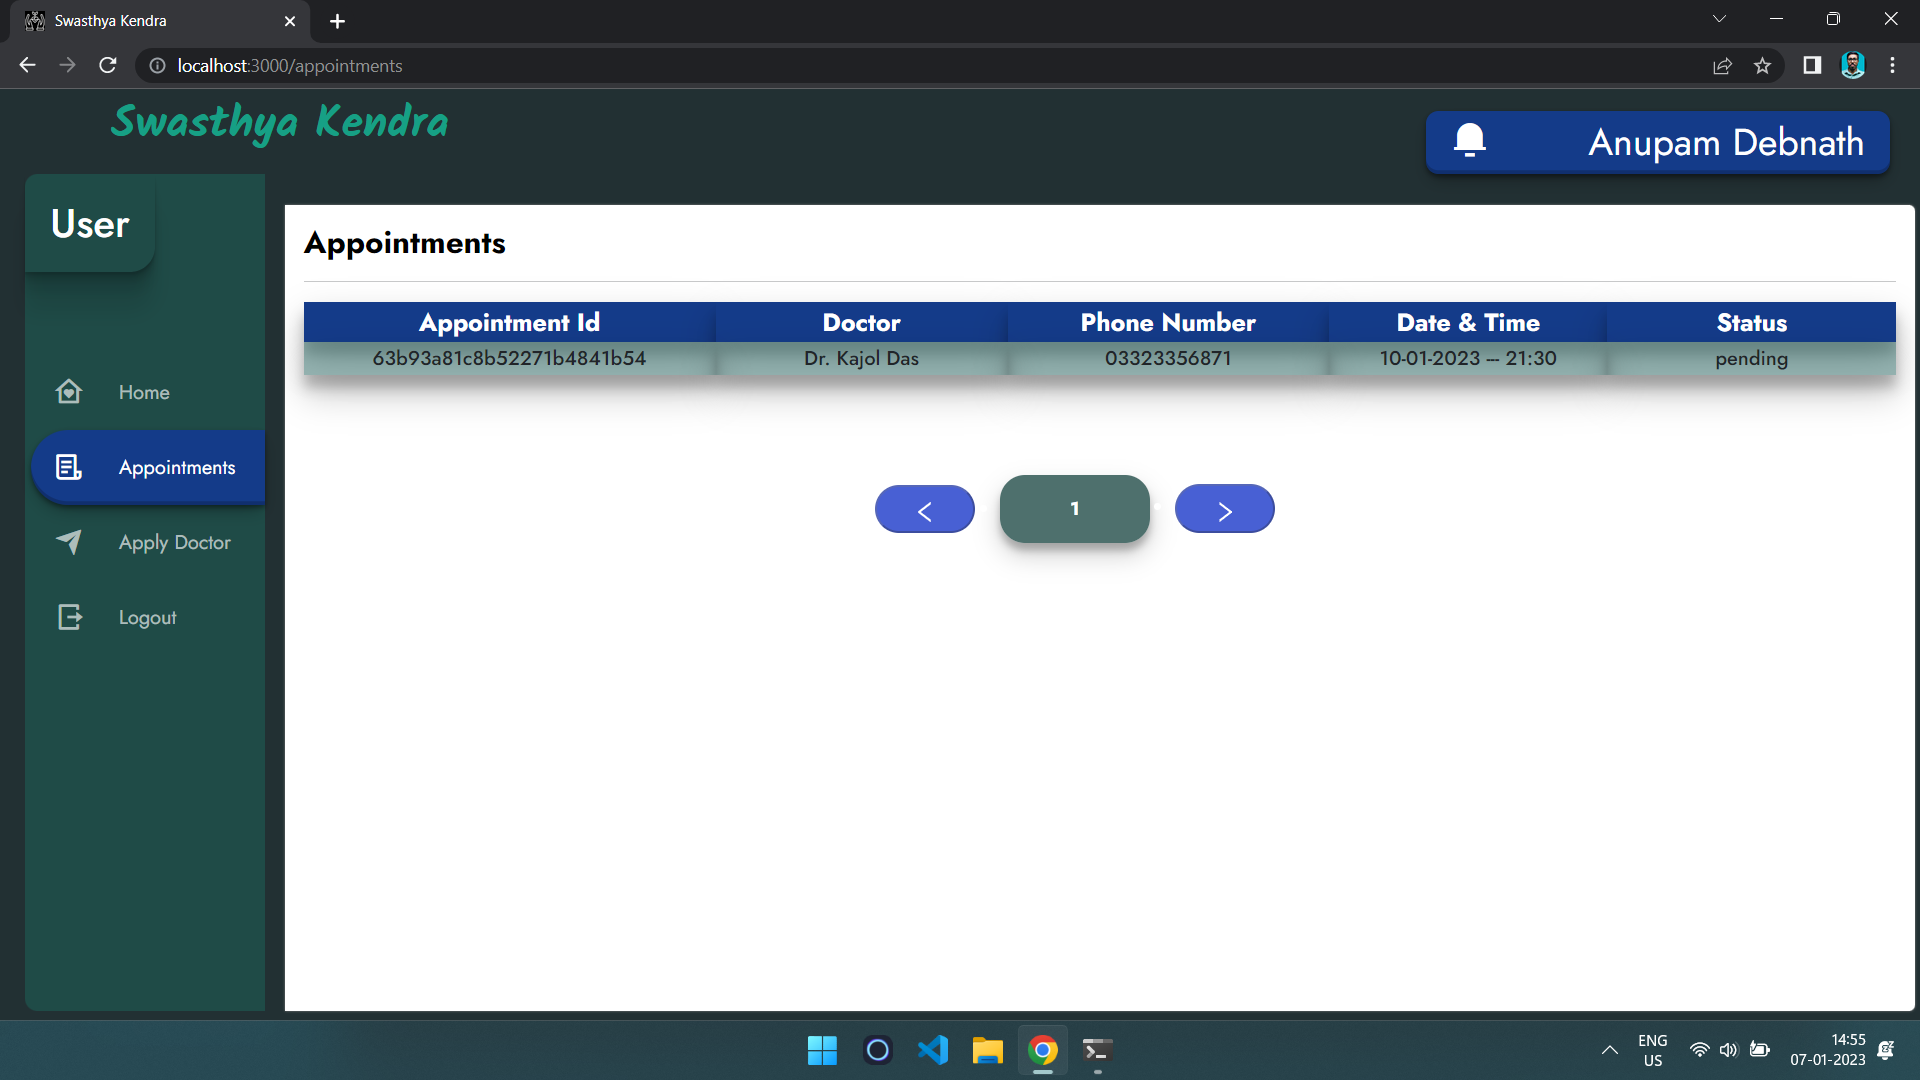 Swasthya Kendra
localhost:3000/appointments
Swasthya Kendra
Anupam Debnath
User
Home
Appointments
Apply Doctor
Logout
Appointments
Appointment Id Doctor Phone Number Date & Time Status
63b93a81c8b52271b4841b54 Dr. Kajol Das 03323356871 10-01-2023 --- 21:30 pending
< 1 >
ENG
US
14:55
07-01-2023